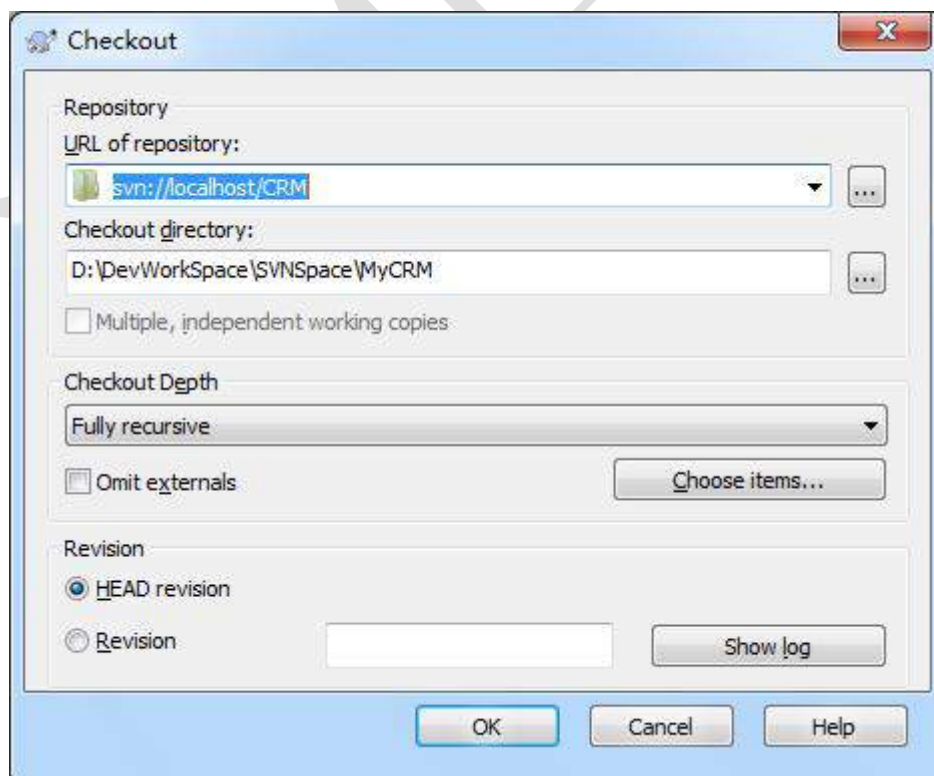 Checkout
Repository
URL of repository:
svn://localhost/CRM
...
Checkout directory:
D:\DevWorkSpace\SVNSpace\MyCRM
...
Multiple, independent working copies
Checkout Depth
Fully recursive
Omit externals
Choose items...
Revision
HEAD revision
Revision
Show log
OK
Cancel
Help